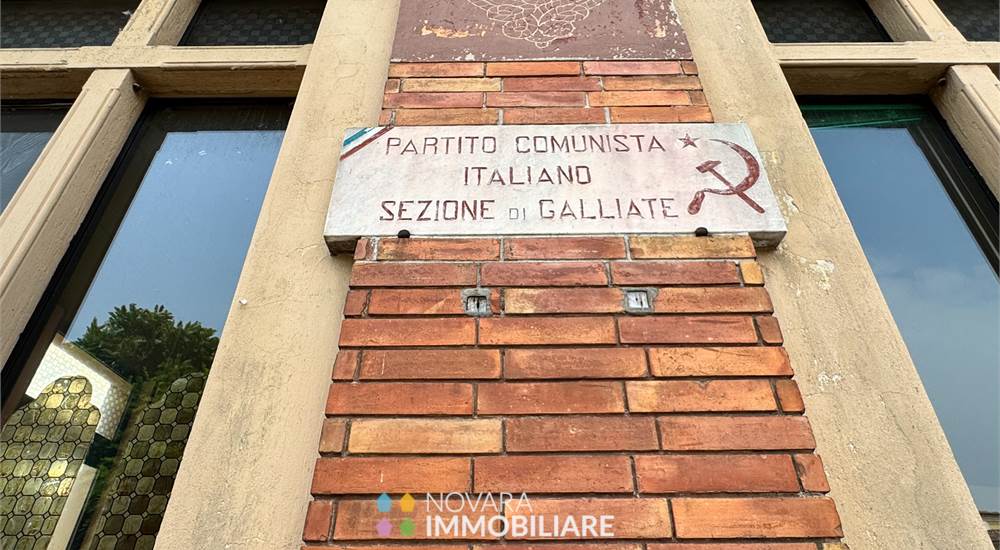 PARTITO COMUNISTA
ITALIANO
SEZIONE DI GALLIATE
NOVARA
IMMOBILIARE